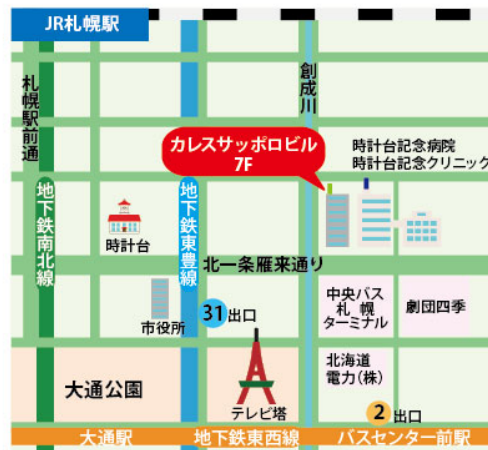 JR札幌駅
札幌駅前通
創成川
カレスサッポロビル
7F
時計台記念病院
時計台記念クリニック
地下鉄南北線
地下鉄東豊線
時計台
北一条雁来通り
市役所
31出口
中央バス
札幌
ターミナル
劇団四季
大通公園
テレビ塔
北海道
電力(株)
2 出口
大通駅
地下鉄東西線
バスセンター前駅